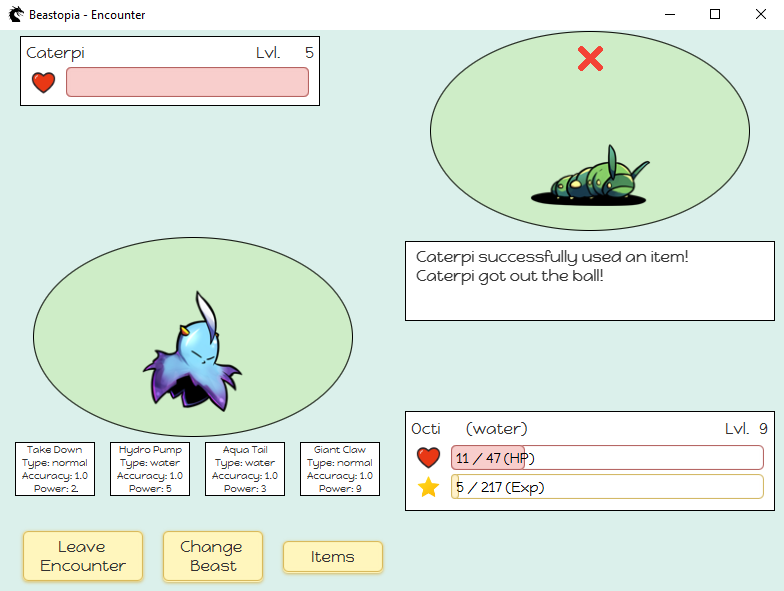 Beastopia - Encounter
Caterpi Lvl. 5
Caterpi successfully used an item!
Caterpi got out the ball!
Octi (water) Lvl. 9
11 / 47 (HP)
5 / 217 (Exp)
Take Down
Type: normal
Accuracy: 1.0
Power: 2
Hydro Pump
Type: water
Accuracy: 1.0
Power: 5
Aqua Tail
Type: water
Accuracy: 1.0
Power: 3
Giant Claw
Type: normal
Accuracy: 1.0
Power: 9
Leave
Encounter
Change
Beast
Items